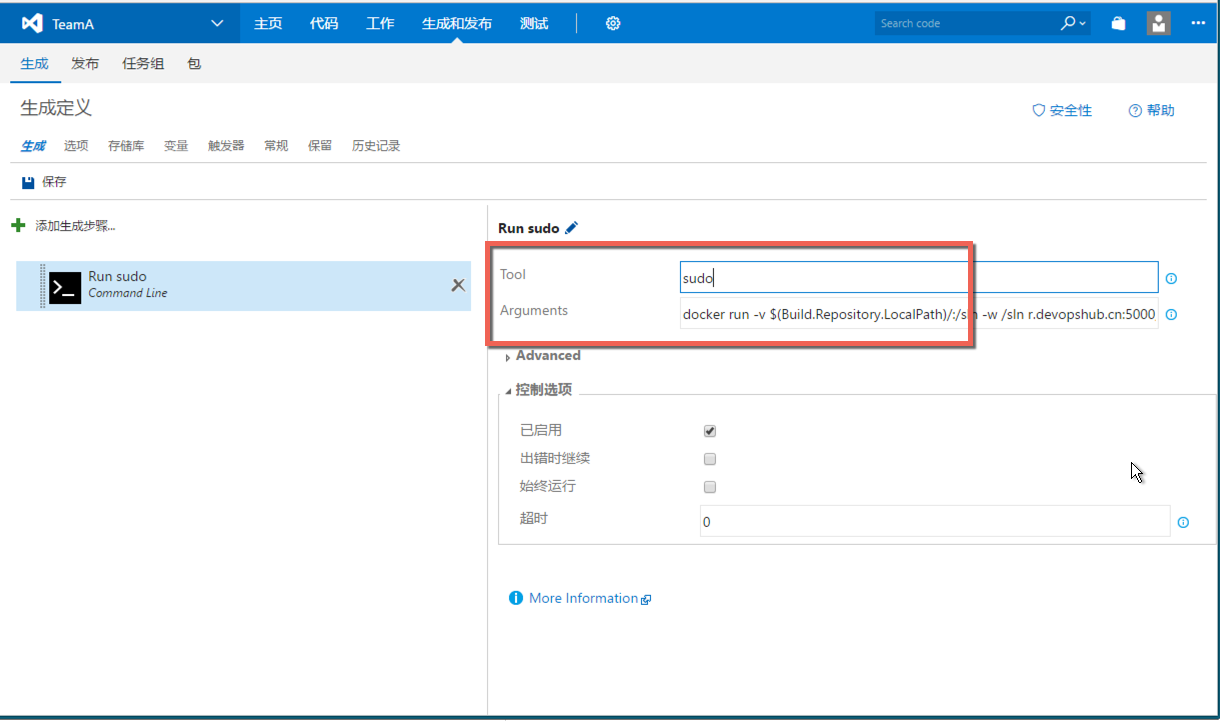 TeamA 主页 代码 工作 生成和发布 测试 Search code
生成 发布 任务组 包
生成定义 安全性 帮助
生成 选项 存储库 变量 触发器 常规 保留 历史记录
保存
添加生成步骤...
Run sudo
Command Line
Run sudo
Tool sudo
Arguments docker run -v $(Build.Repository.LocalPath)/:/sln -w /sln r.devopshub.cn:5000
Advanced
控制选项
已启用
出错时继续
始终运行
超时 0
More Information